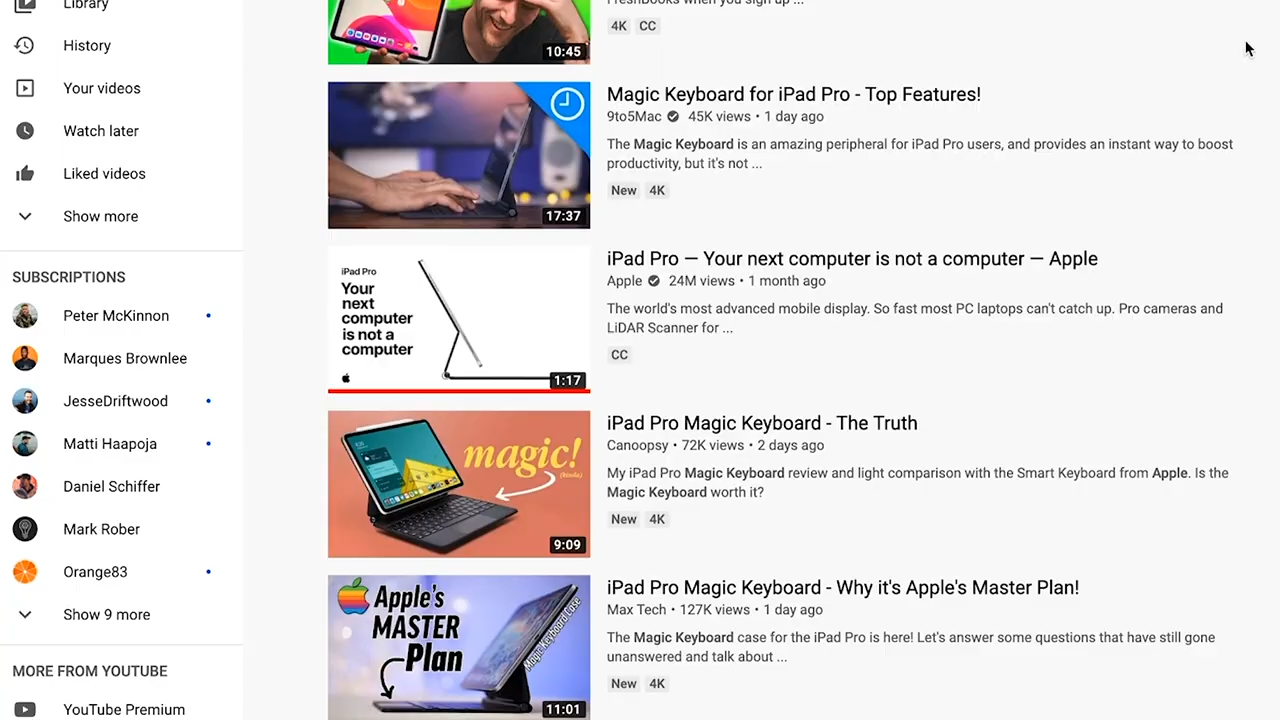 Library
History
Your videos
Watch later
Liked videos
Show more
SUBSCRIPTIONS
Peter McKinnon
Marques Brownlee
JesseDriftwood
Matti Haapoja
Daniel Schiffer
Mark Rober
Orange83
Show 9 more
MORE FROM YOUTUBE
YouTube Premium
FreshBooks when you sign up ...
4K CC
10:45
Magic Keyboard for iPad Pro - Top Features!
9to5Mac 45K views • 1 day ago
The Magic Keyboard is an amazing peripheral for iPad Pro users, and provides an instant way to boost
productivity, but it's not ...
New 4K
17:37
iPad Pro
Your
next
computer
is not a
computer
1:17
iPad Pro — Your next computer is not a computer — Apple
Apple 24M views • 1 month ago
The world's most advanced mobile display. So fast most PC laptops can't catch up. Pro cameras and
LiDAR Scanner for ...
CC
magic!
9:09
iPad Pro Magic Keyboard - The Truth
Canoopsy • 72K views • 2 days ago
My iPad Pro Magic Keyboard review and light comparison with the Smart Keyboard from Apple. Is the
Magic Keyboard worth it?
New 4K
Apple's
MASTER
Plan
Magic Keyboard Case
11:01
iPad Pro Magic Keyboard - Why it's Apple's Master Plan!
Max Tech • 127K views • 1 day ago
The Magic Keyboard case for the iPad Pro is here! Let's answer some questions that have still gone
unanswered and talk about ...
New 4K